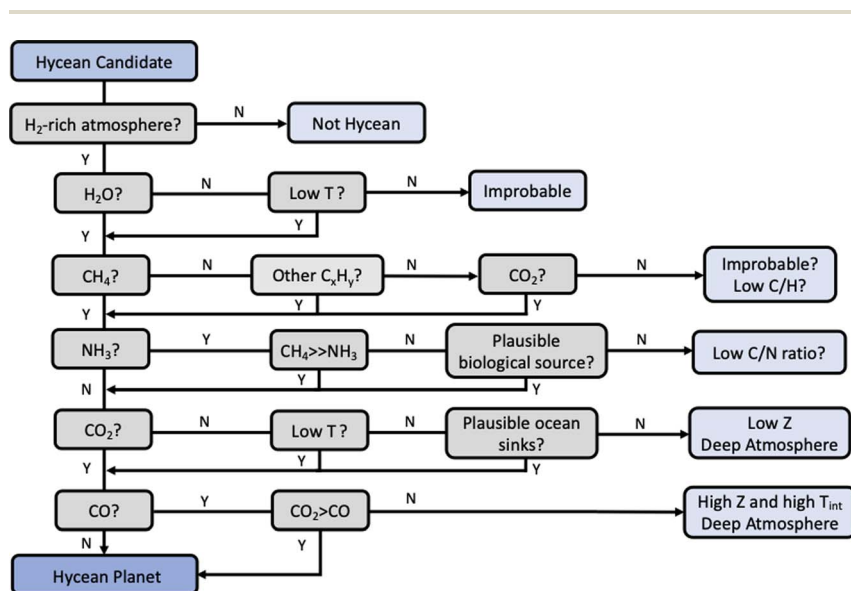 Hycean Candidate
H₂-rich atmosphere?
N
Not Hycean
Y
H₂O?
N
Low T ?
N
Improbable
Y
Y
CH₄?
N
Other CₓHᵧ?
N
CO₂?
N
Improbable?
Low C/H?
Y
Y
Y
NH₃?
Y
CH₄>>NH₃
N
Plausible
biological source?
N
Low C/N ratio?
N
Y
Y
CO₂?
N
Low T ?
N
Plausible ocean
sinks?
N
Low Z
Deep Atmosphere
Y
Y
Y
CO?
Y
CO₂>CO
N
High Z and high Tᵢₙₜ
Deep Atmosphere
N
Y
Hycean Planet